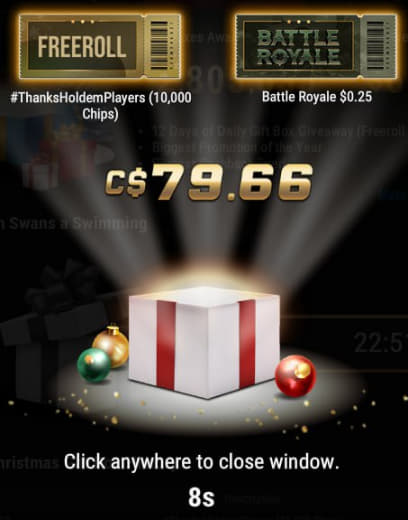 FREEROLL
BATTLE
ROYALE
#ThanksHoldemPlayers (10,000
Chips)
Battle Royale $0.25
12 Days of Daily Gift Box Giveaway (Freeroll
Biggest Promotion of the Year
C$79.66
n Swans a Swimming
22:5
hristmas
Click anywhere to close window.
8s